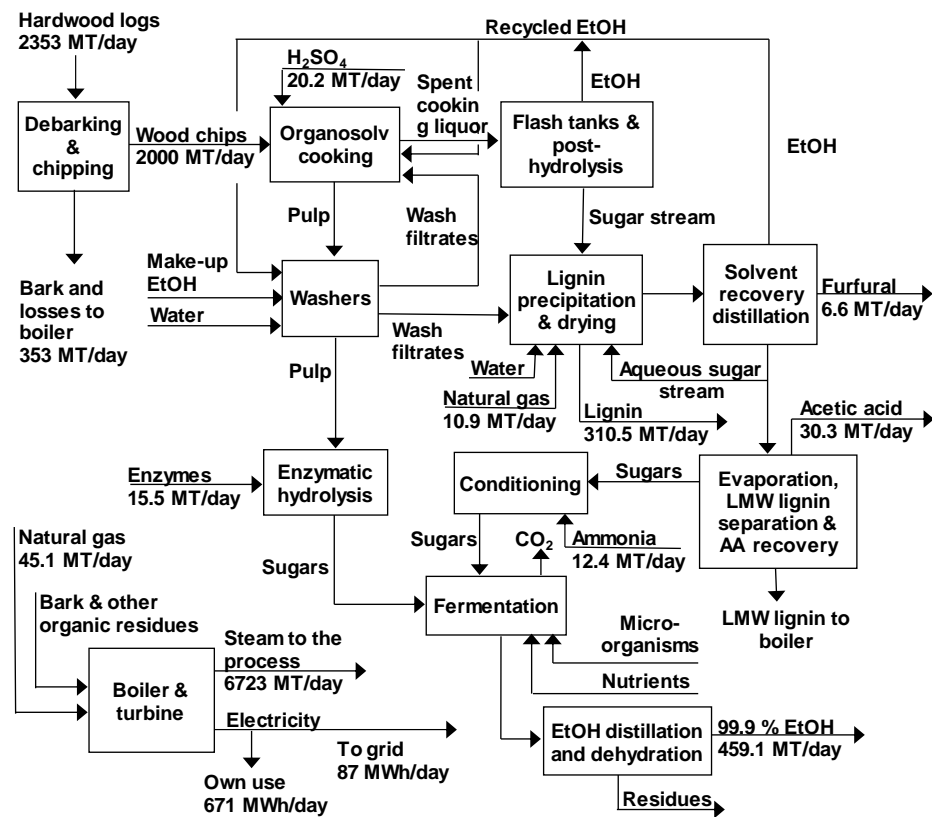 Hardwood logs
2353 MT/day
Recycled EtOH
H₂SO₄
20.2 MT/day
Spent
cookin
g liquor
EtOH
Debarking
&
chipping
Wood chips
2000 MT/day
Organosolv
cooking
Flash tanks &
post-
hydrolysis
EtOH
Pulp
Wash
filtrates
Sugar stream
Bark and
losses to
boiler
353 MT/day
Make-up
EtOH
Water
Washers
Wash
filtrates
Lignin
precipitation
& drying
Solvent
recovery
distillation
Furfural
6.6 MT/day
Pulp
Water
Natural gas
10.9 MT/day
Lignin
310.5 MT/day
Aqueous sugar
stream
Acetic acid
30.3 MT/day
Enzymes
15.5 MT/day
Enzymatic
hydrolysis
Conditioning
Sugars
Evaporation,
LMW lignin
separation &
AA recovery
Sugars
Sugars
CO₂
Ammonia
12.4 MT/day
LMW lignin to
boiler
Natural gas
45.1 MT/day
Bark & other
organic residues
Fermentation
Micro-
organisms
Nutrients
Boiler &
turbine
Steam to the
process
6723 MT/day
Electricity
To grid
87 MWh/day
Own use
671 MWh/day
EtOH distillation
and dehydration
99.9 % EtOH
459.1 MT/day
Residues